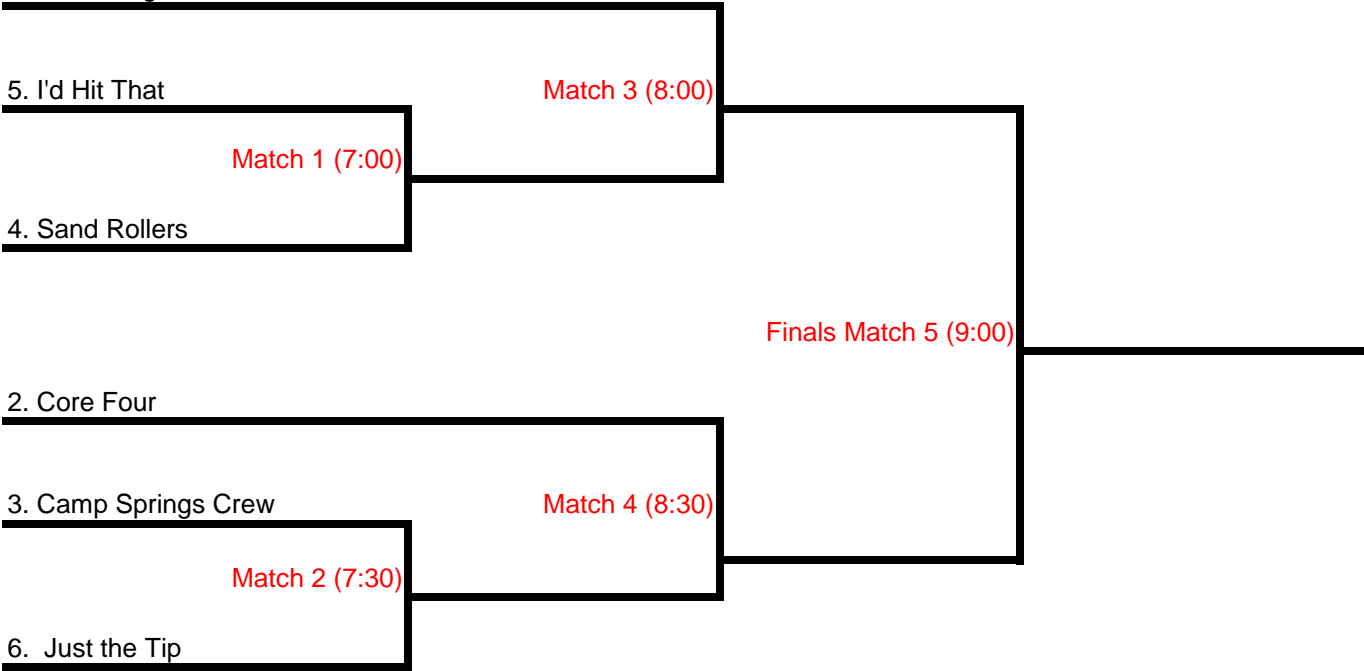 5. I'd Hit That
Match 3 (8:00)
Match 1 (7:00)
4. Sand Rollers
Finals Match 5 (9:00)
2. Core Four
3. Camp Springs Crew
Match 4 (8:30)
Match 2 (7:30)
6. Just the Tip